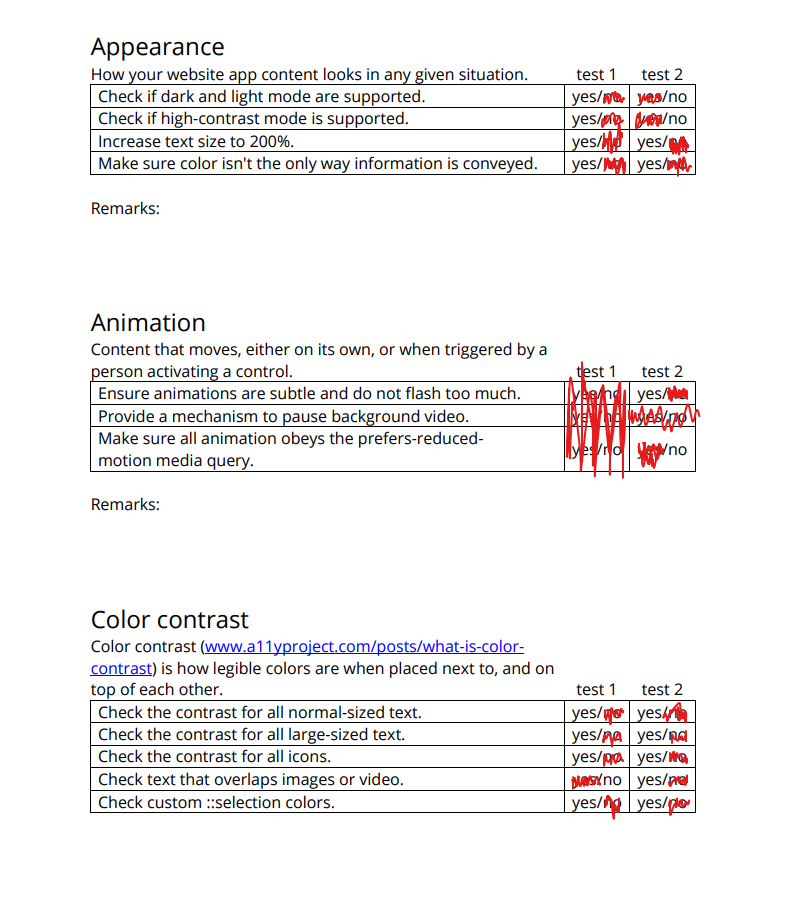 Appearance
How your website app content looks in any given situation. test 1 test 2
Check if dark and light mode are supported. yes/no yes/no
Check if high-contrast mode is supported. yes/no yes/no
Increase text size to 200%. yes/no yes/no
Make sure color isn't the only way information is conveyed. yes/no yes/no
Remarks:
Animation
Content that moves, either on its own, or when triggered by a
person activating a control. test 1 test 2
Ensure animations are subtle and do not flash too much. yes/no yes/no
Provide a mechanism to pause background video. yes/no yes/no
Make sure all animation obeys the prefers-reduced-
motion media query. yes/no yes/no
Remarks:
Color contrast
Color contrast (www.a11yproject.com/posts/what-is-color-
contrast) is how legible colors are when placed next to, and on
top of each other. test 1 test 2
Check the contrast for all normal-sized text. yes/no yes/no
Check the contrast for all large-sized text. yes/no yes/no
Check the contrast for all icons. yes/no yes/no
Check text that overlaps images or video. yes/no yes/no
Check custom ::selection colors. yes/no yes/no